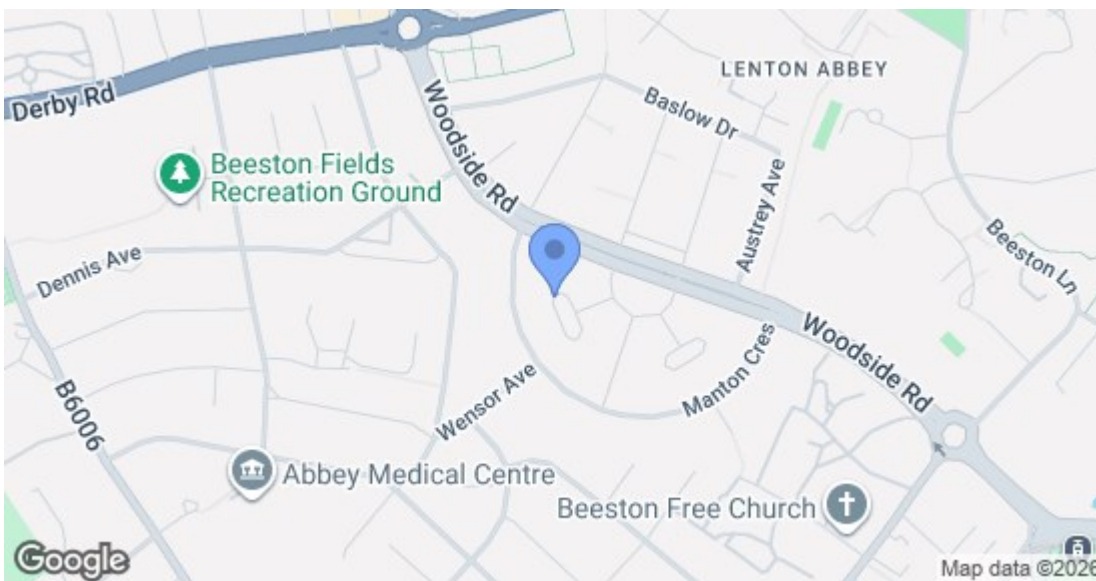 Derby Rd
LENTON ABBEY
Baslow Dr
Woodside Rd
Beeston Fields
Recreation Ground
Austrey Ave
Beeston Ln
Dennis Ave
Woodside Rd
Manton Cres
Wensor Ave
B6006
Abbey Medical Centre
Beeston Free Church
Google
Map data ©2026